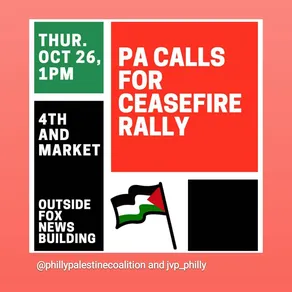 THUR.
OCT 26,
1PM
PA CALLS
FOR
CEASEFIRE
RALLY
4TH
AND
MARKET
OUTSIDE
FOX
NEWS
BUILDING
@phillypalestinecoalition and jvp_philly